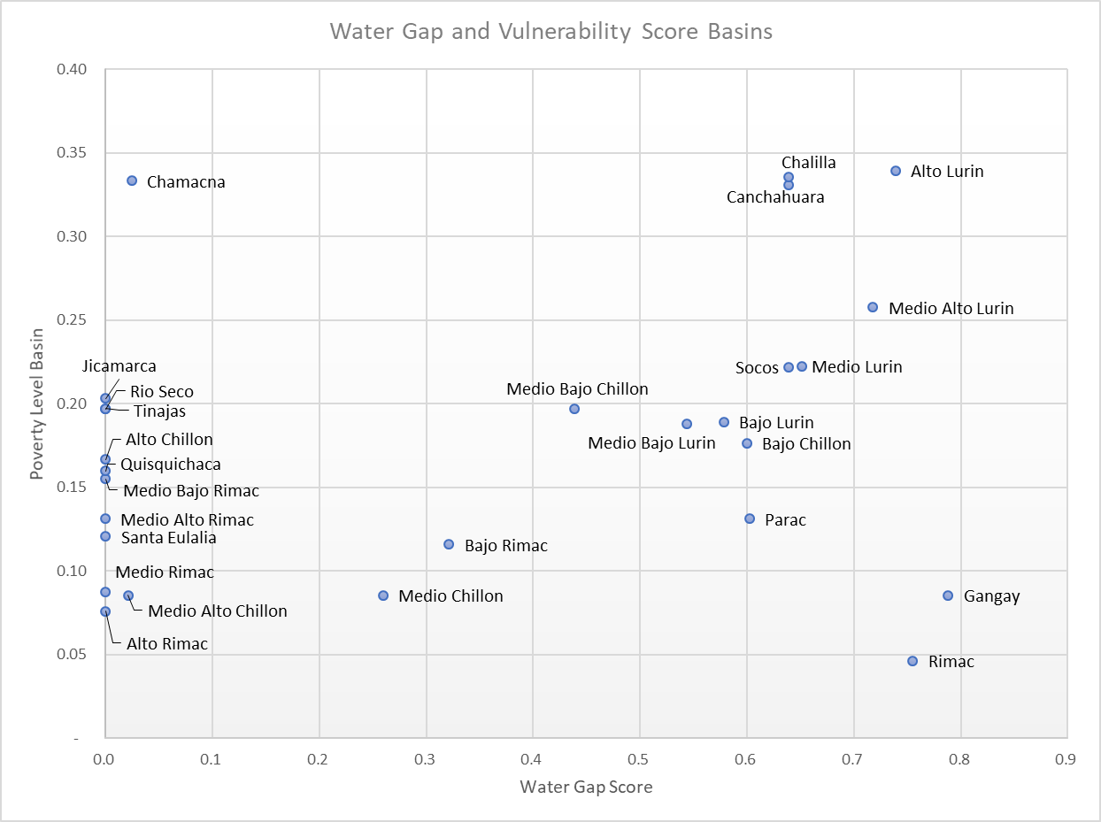 Water Gap and Vulnerability Score Basins
0.40
0.35
0.30
0.25
0.20
0.15
0.10
0.05
-
Poverty Level Basin
Chamacna
Chalilla
Canchahuara
Alto Lurin
Medio Alto Lurin
Socos
Medio Lurin
Jicamarca
Rio Seco
Tinajas
Medio Bajo Chillon
Medio Bajo Lurin
Bajo Lurin
Bajo Chillon
Alto Chillon
Quisquichaca
Medio Bajo Rimac
Medio Alto Rimac
Santa Eulalia
Parac
Bajo Rimac
Medio Rimac
Medio Alto Chillon
Medio Chillon
Gangay
Alto Rimac
Rimac
0.0 0.1 0.2 0.3 0.4 0.5 0.6 0.7 0.8 0.9
Water Gap Score